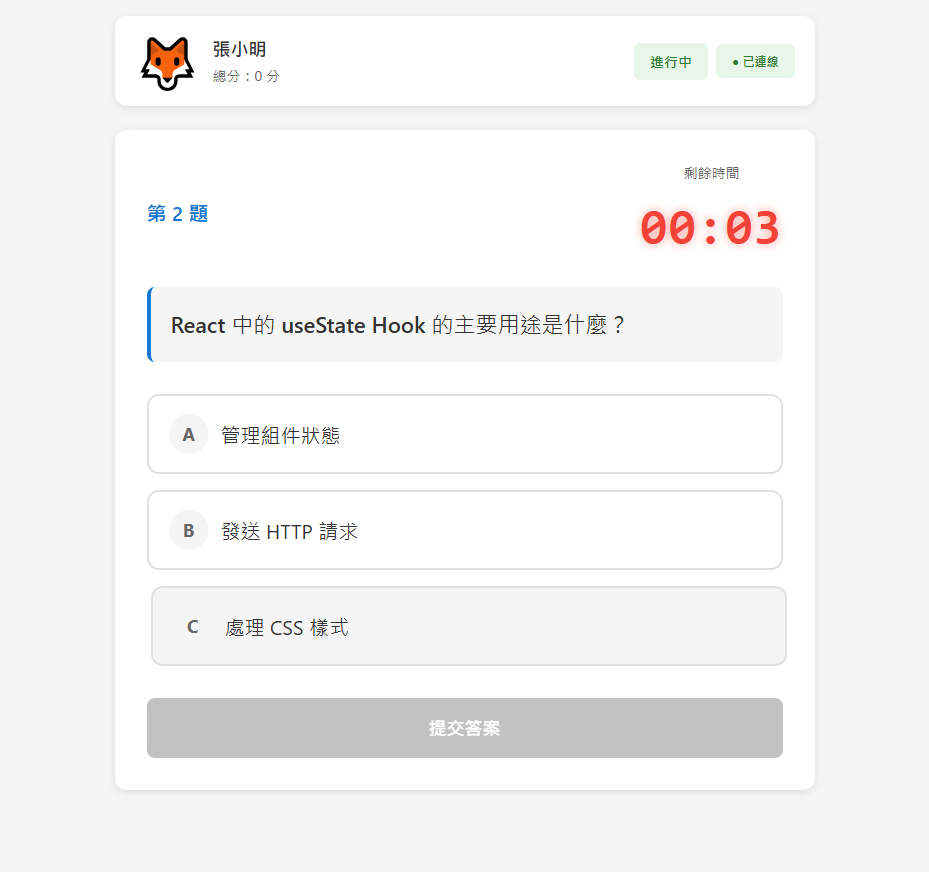 張小明
總分：0 分
進行中
● 已連線
剩餘時間
第 2 題
00:03
React 中的 useState Hook 的主要用途是什麼？
A 管理組件狀態
B 發送 HTTP 請求
C 處理 CSS 樣式
提交答案